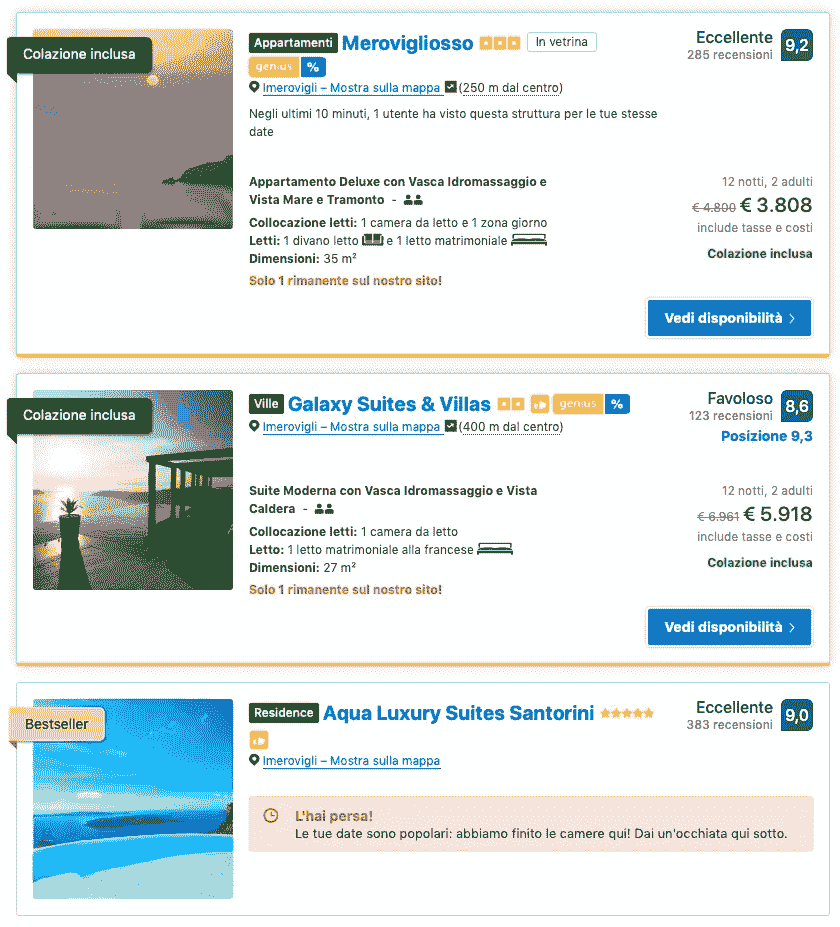 Colazione inclusa
Appartamenti Merovigliosso In vetrina
genius %
Imerovigli – Mostra sulla mappa (250 m dal centro)
Negli ultimi 10 minuti, 1 utente ha visto questa struttura per le tue stesse
date
Eccellente
285 recensioni
9,2
Appartamento Deluxe con Vasca Idromassaggio e
Vista Mare e Tramonto -
Collocazione letti: 1 camera da letto e 1 zona giorno
Letti: 1 divano letto e 1 letto matrimoniale
Dimensioni: 35 m²
Solo 1 rimanente sul nostro sito!
12 notti, 2 adulti
€ 4.800 € 3.808
include tasse e costi
Colazione inclusa
Vedi disponibilità
Colazione inclusa
Ville Galaxy Suites & Villas genius %
Imerovigli – Mostra sulla mappa (400 m dal centro)
Favoloso
123 recensioni
8,6
Posizione 9,3
Suite Moderna con Vasca Idromassaggio e Vista
Caldera -
Collocazione letti: 1 camera da letto
Letto: 1 letto matrimoniale alla francese
Dimensioni: 27 m²
Solo 1 rimanente sul nostro sito!
12 notti, 2 adulti
€ 6.961 € 5.918
include tasse e costi
Colazione inclusa
Vedi disponibilità
Bestseller
Residence Aqua Luxury Suites Santorini
Imerovigli – Mostra sulla mappa
Eccellente
383 recensioni
9,0
L'hai persa!
Le tue date sono popolari: abbiamo finito le camere qui! Dai un'occhiata qui sotto.